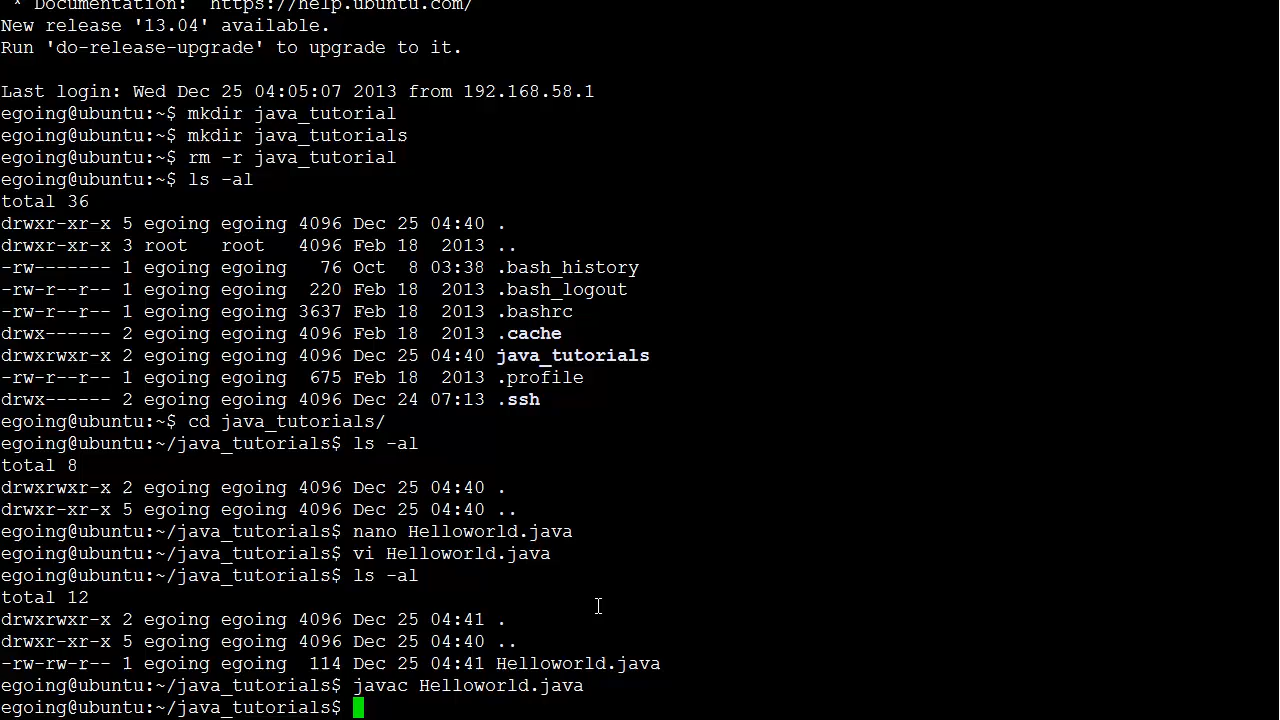 * Documentation:  https://help.ubuntu.com/
New release '13.04' available.
Run 'do-release-upgrade' to upgrade to it.
Last login: Wed Dec 25 04:05:07 2013 from 192.168.58.1
egoing@ubuntu:~$ mkdir java_tutorial
egoing@ubuntu:~$ mkdir java_tutorials
egoing@ubuntu:~$ rm -r java_tutorial
egoing@ubuntu:~$ ls -al
total 36
drwxr-xr-x 5 egoing egoing 4096 Dec 25 04:40 .
drwxr-xr-x 3 root   root   4096 Feb 18  2013 ..
-rw------- 1 egoing egoing   76 Oct  8 03:38 .bash_history
-rw-r--r-- 1 egoing egoing  220 Feb 18  2013 .bash_logout
-rw-r--r-- 1 egoing egoing 3637 Feb 18  2013 .bashrc
drwx------ 2 egoing egoing 4096 Feb 18  2013 .cache
drwxrwxr-x 2 egoing egoing 4096 Dec 25 04:40 java_tutorials
-rw-r--r-- 1 egoing egoing  675 Feb 18  2013 .profile
drwx------ 2 egoing egoing 4096 Dec 24 07:13 .ssh
egoing@ubuntu:~$ cd java_tutorials/
egoing@ubuntu:~/java_tutorials$ ls -al
total 8
drwxrwxr-x 2 egoing egoing 4096 Dec 25 04:40 .
drwxr-xr-x 5 egoing egoing 4096 Dec 25 04:40 ..
egoing@ubuntu:~/java_tutorials$ nano Helloworld.java
egoing@ubuntu:~/java_tutorials$ vi Helloworld.java
egoing@ubuntu:~/java_tutorials$ ls -al
total 12
drwxrwxr-x 2 egoing egoing 4096 Dec 25 04:41 .
drwxr-xr-x 5 egoing egoing 4096 Dec 25 04:40 ..
-rw-rw-r-- 1 egoing egoing  114 Dec 25 04:41 Helloworld.java
egoing@ubuntu:~/java_tutorials$ javac Helloworld.java
egoing@ubuntu:~/java_tutorials$